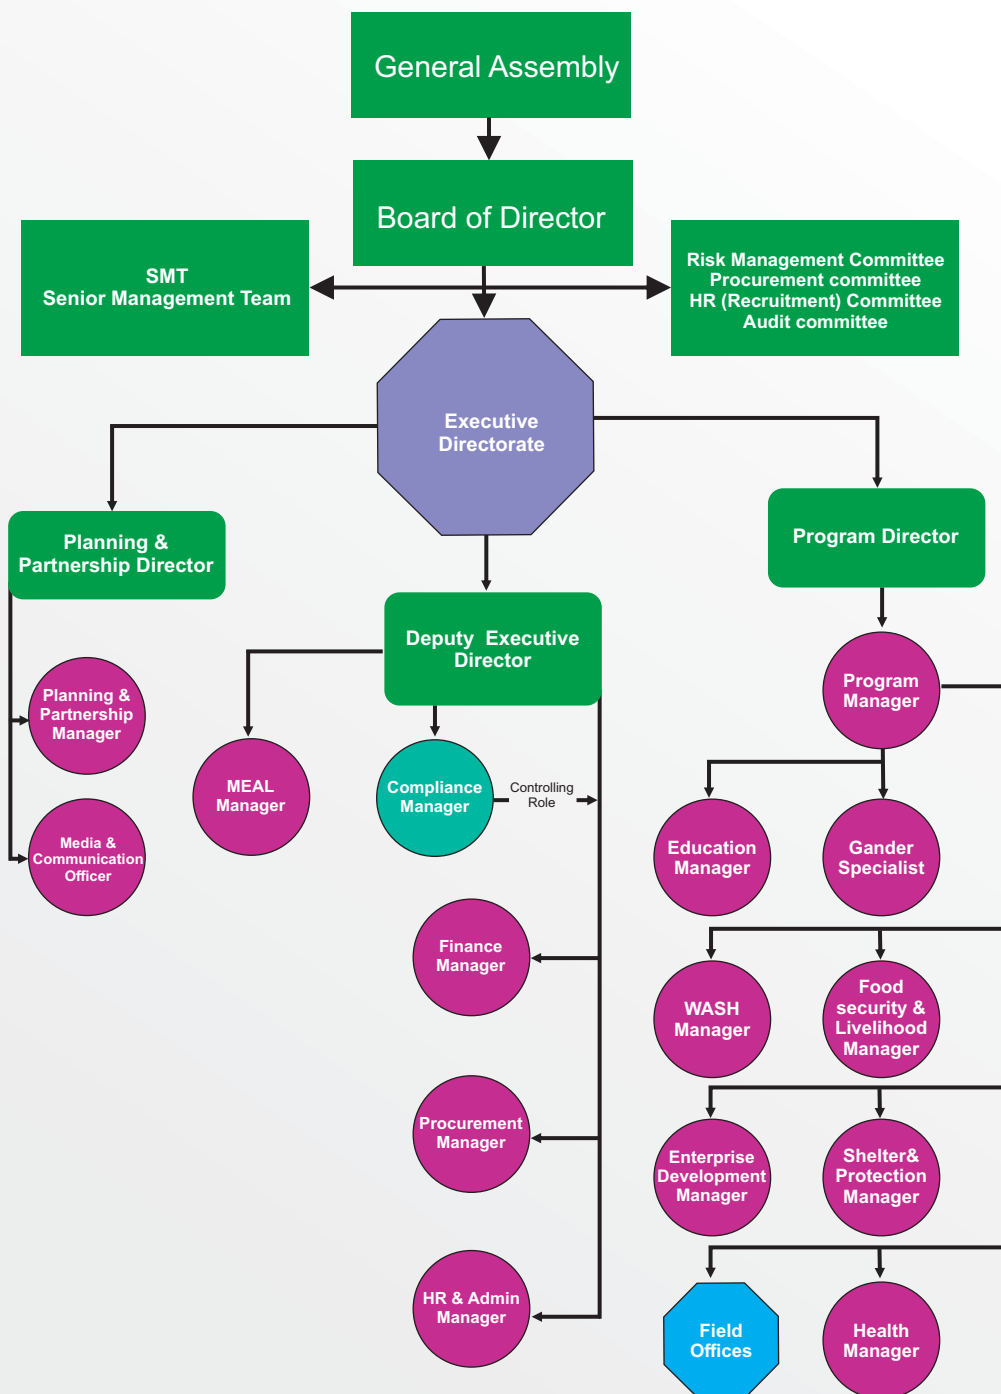 General Assembly
Board of Director
SMT
Senior Management Team
Risk Management Committee
Procurement committee
HR (Recruitment) Committee
Audit committee
Executive
Directorate
Planning &
Partnership Director
Program Director
Deputy Executive
Director
Planning &
Partnership
Manager
Program
Manager
MEAL
Manager
Compliance
Manager
Controlling
Role
Media &
Communication
Officer
Education
Manager
Gander
Specialist
Finance
Manager
WASH
Manager
Food
security &
Livelihood
Manager
Procurement
Manager
Enterprise
Development
Manager
Shelter&
Protection
Manager
HR & Admin
Manager
Field
Offices
Health
Manager